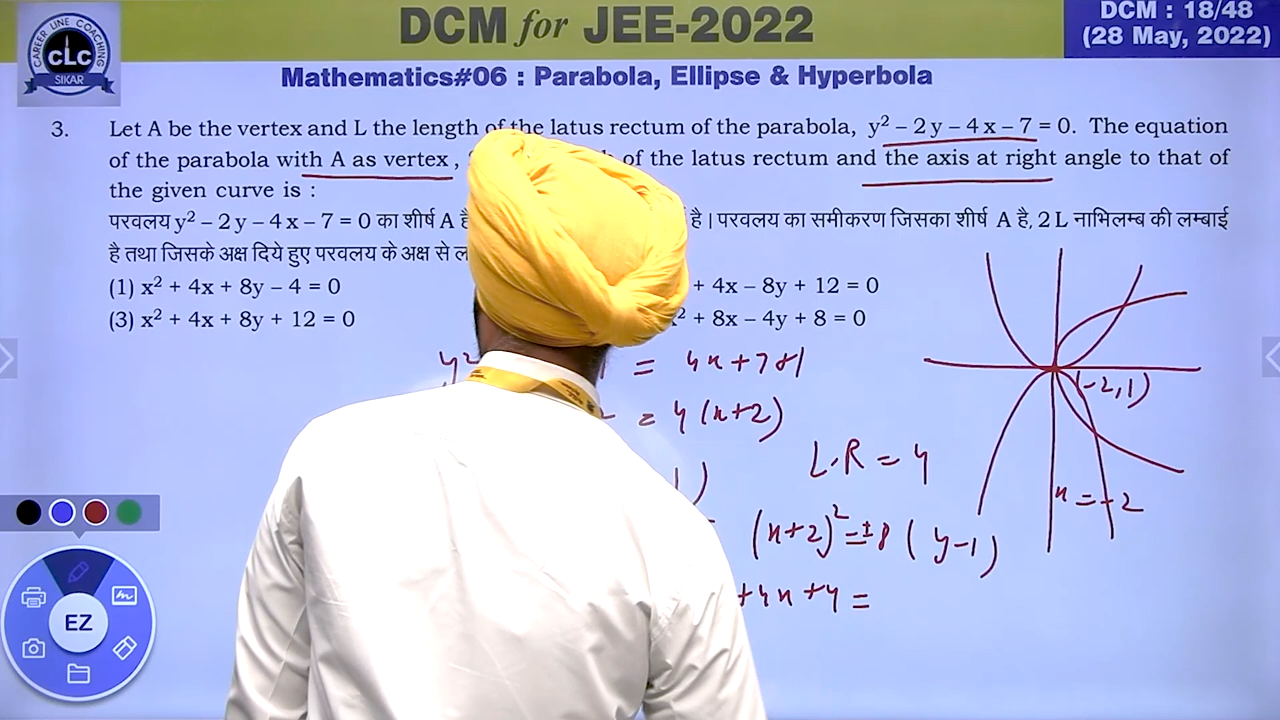 DCM for JEE-2022
DCM : 18/48
(28 May, 2022)
CAREER LINE COACHING
CLC
SIKAR
Mathematics#06 : Parabola, Ellipse & Hyperbola
3. Let A be the vertex and L the length of the latus rectum of the parabola, y² – 2y – 4x – 7 = 0. The equation
of the parabola with A as vertex, of the latus rectum and the axis at right angle to that of
the given curve is :
परवलय y² – 2y – 4x – 7 = 0 का शीर्ष A है है। परवलय का समीकरण जिसका शीर्ष A है, 2L नाभिलम्ब की लम्बाई
है तथा जिसके अक्ष दिये हुए परवलय के अक्ष से
(1) x² + 4x + 8y – 4 = 0 + 4x – 8y + 12 = 0
(3) x² + 4x + 8y + 12 = 0 x² + 8x – 4y + 8 = 0
= 4x+7+1
= 4(x+2)
(-2,1)
L.R = 4
x = -2
(x+2)² = ±8(y-1)
+4x+4 =
EZ